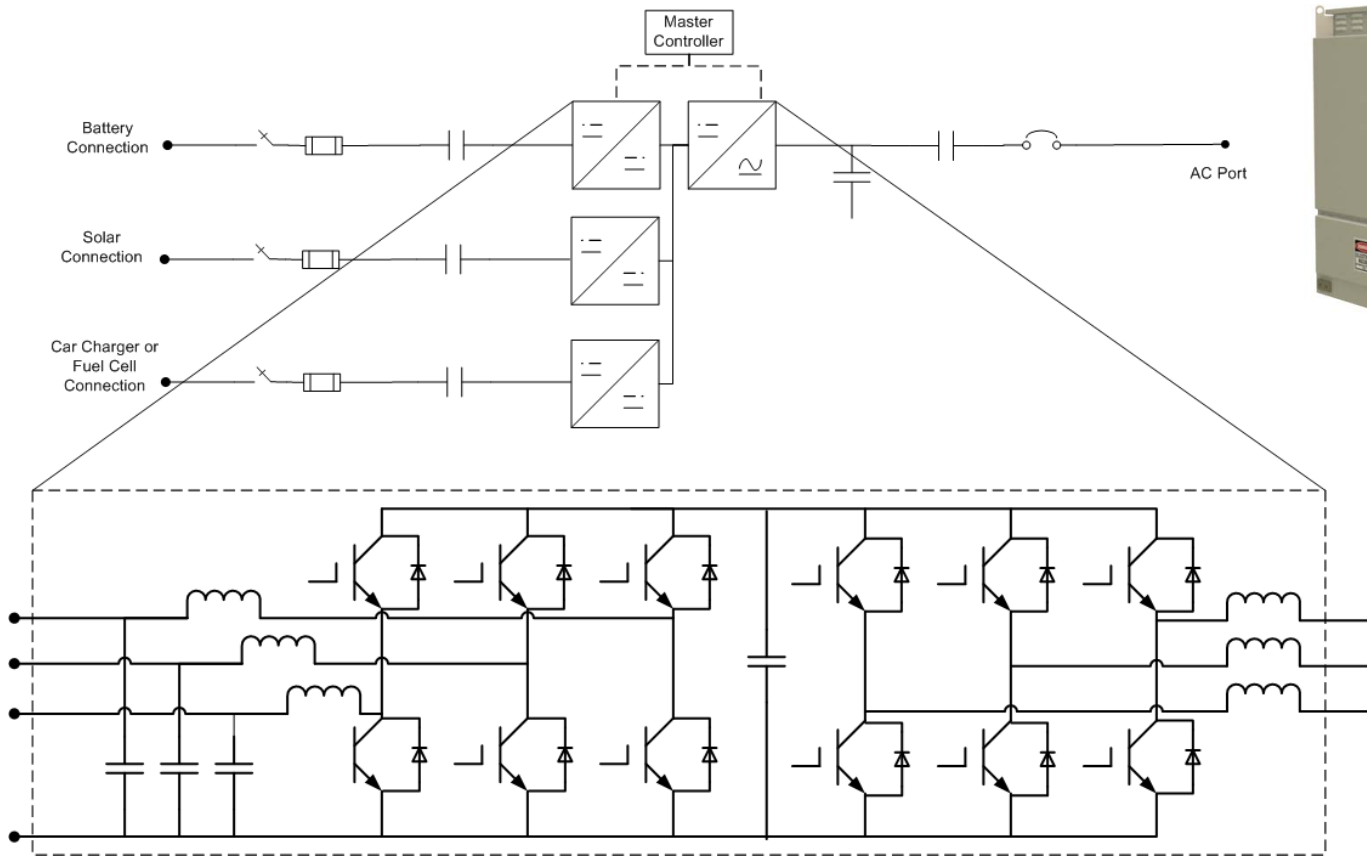 Master
Controller
Battery
Connection
AC Port
Solar
Connection
Car Charger or
Fuel Cell
Connection